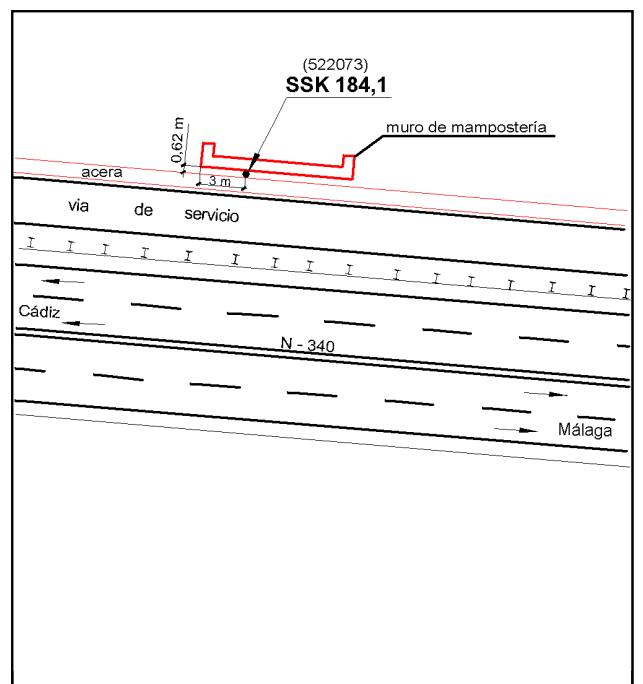 (522073)
SSK 184,1
muro de mampostería
0,62 m
3 m
acera
via de servicio
Cádiz
N - 340
Málaga